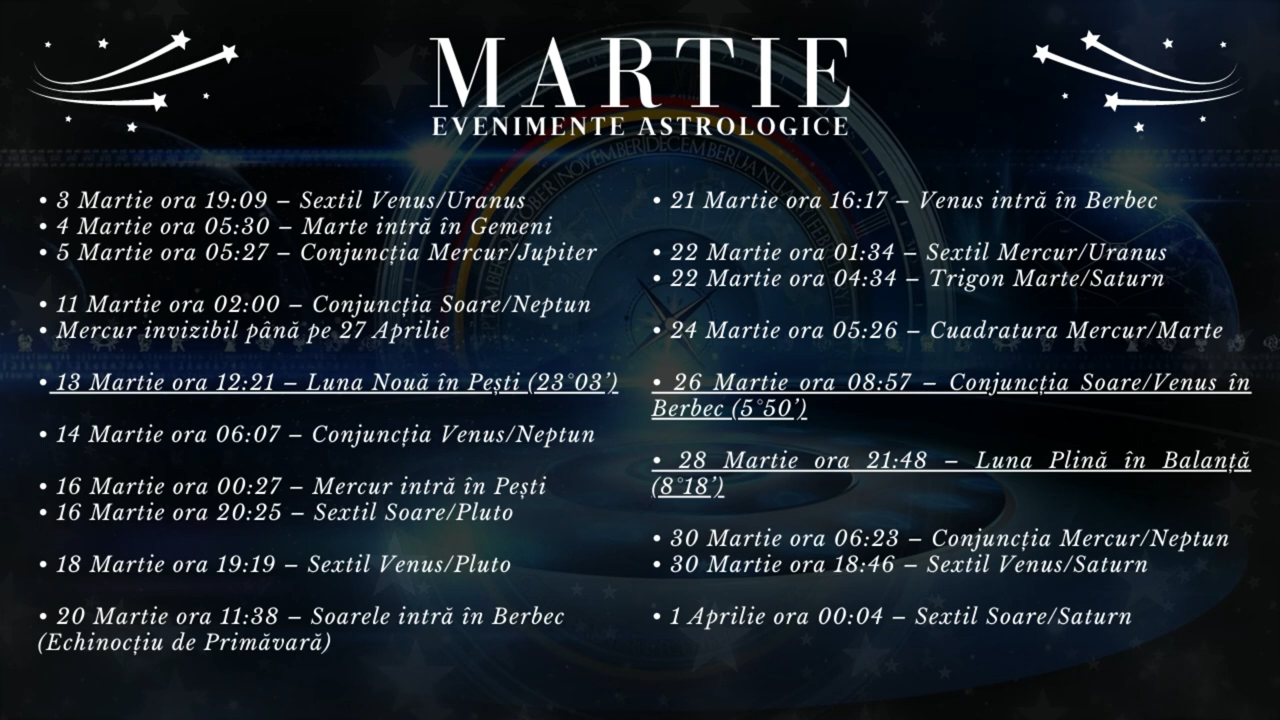 MARTIE
EVENIMENTE ASTROLOGICE
• 3 Martie ora 19:09 – Sextil Venus/Uranus
• 4 Martie ora 05:30 – Marte intră în Gemeni
• 5 Martie ora 05:27 – Conjuncția Mercur/Jupiter
• 11 Martie ora 02:00 – Conjuncția Soare/Neptun
• Mercur invizibil până pe 27 Aprilie
• 13 Martie ora 12:21 – Luna Nouă în Pești (23°03’)
• 14 Martie ora 06:07 – Conjuncția Venus/Neptun
• 16 Martie ora 00:27 – Mercur intră în Pești
• 16 Martie ora 20:25 – Sextil Soare/Pluto
• 18 Martie ora 19:19 – Sextil Venus/Pluto
• 20 Martie ora 11:38 – Soarele intră în Berbec
(Echinocțiu de Primăvară)
• 21 Martie ora 16:17 – Venus intră în Berbec
• 22 Martie ora 01:34 – Sextil Mercur/Uranus
• 22 Martie ora 04:34 – Trigon Marte/Saturn
• 24 Martie ora 05:26 – Cuadratura Mercur/Marte
• 26 Martie ora 08:57 – Conjuncția Soare/Venus în
Berbec (5°50’)
• 28 Martie ora 21:48 – Luna Plină în Balanță
(8°18’)
• 30 Martie ora 06:23 – Conjuncția Mercur/Neptun
• 30 Martie ora 18:46 – Sextil Venus/Saturn
• 1 Aprilie ora 00:04 – Sextil Soare/Saturn